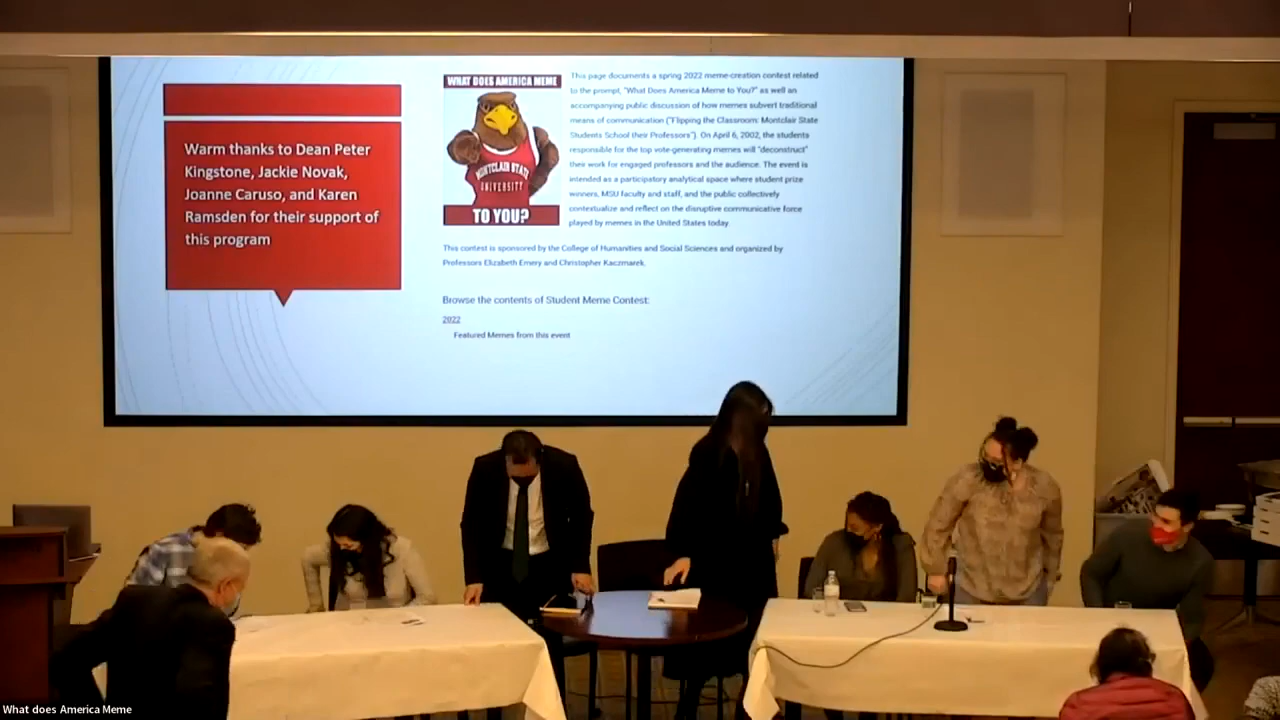 Warm thanks to Dean Peter
Kingstone, Jackie Novak,
Joanne Caruso, and Karen
Ramsden for their support of
this program
WHAT DOES AMERICA MEME
MONTCLAIR STATE
UNIVERSITY
TO YOU?
This page documents a spring 2022 meme-creation contest related
to the prompt, "What Does America Meme to You?" as well an
accompanying public discussion of how memes subvert traditional
means of communication ("Flipping the Classroom: Montclair State
Students School their Professors"). On April 6, 2002, the students
responsible for the top vote-generating memes will "deconstruct"
their work for engaged professors and the audience. The event is
intended as a participatory analytical space where student prize
winners, MSU faculty and staff, and the public collectively
contextualize and reflect on the disruptive communicative force
played by memes in the United States today.
This contest is sponsored by the College of Humanities and Social Sciences and organized by
Professors Elizabeth Emery and Christopher Kaczmarek.
Browse the contents of Student Meme Contest:
2022
Featured Memes from this event
What does America Meme